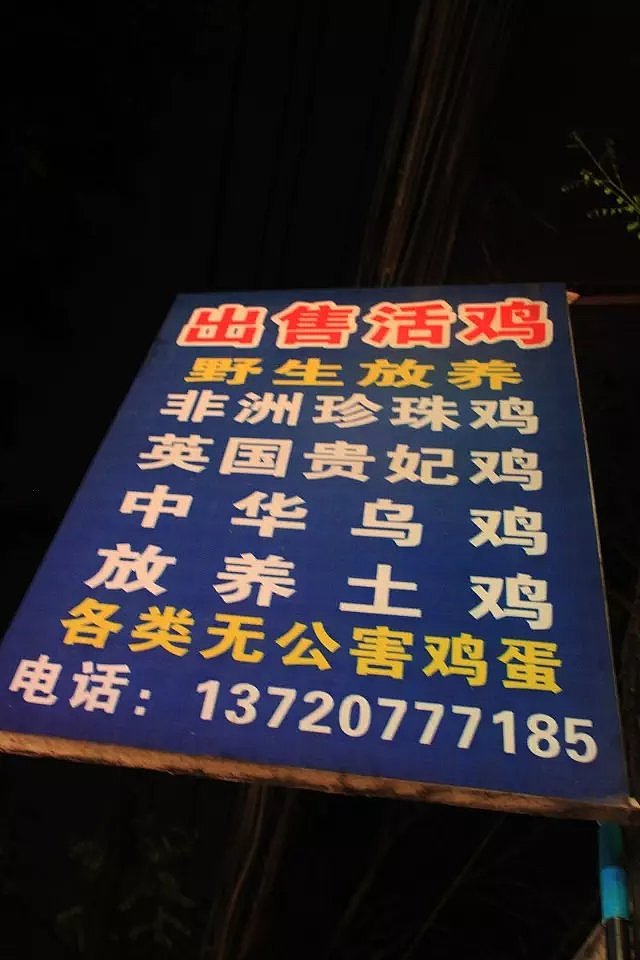 出售活鸡
野生放养
非洲珍珠鸡
英国贵妃鸡
中华乌鸡
放养土鸡
各类无公害鸡蛋
电话：13720777185